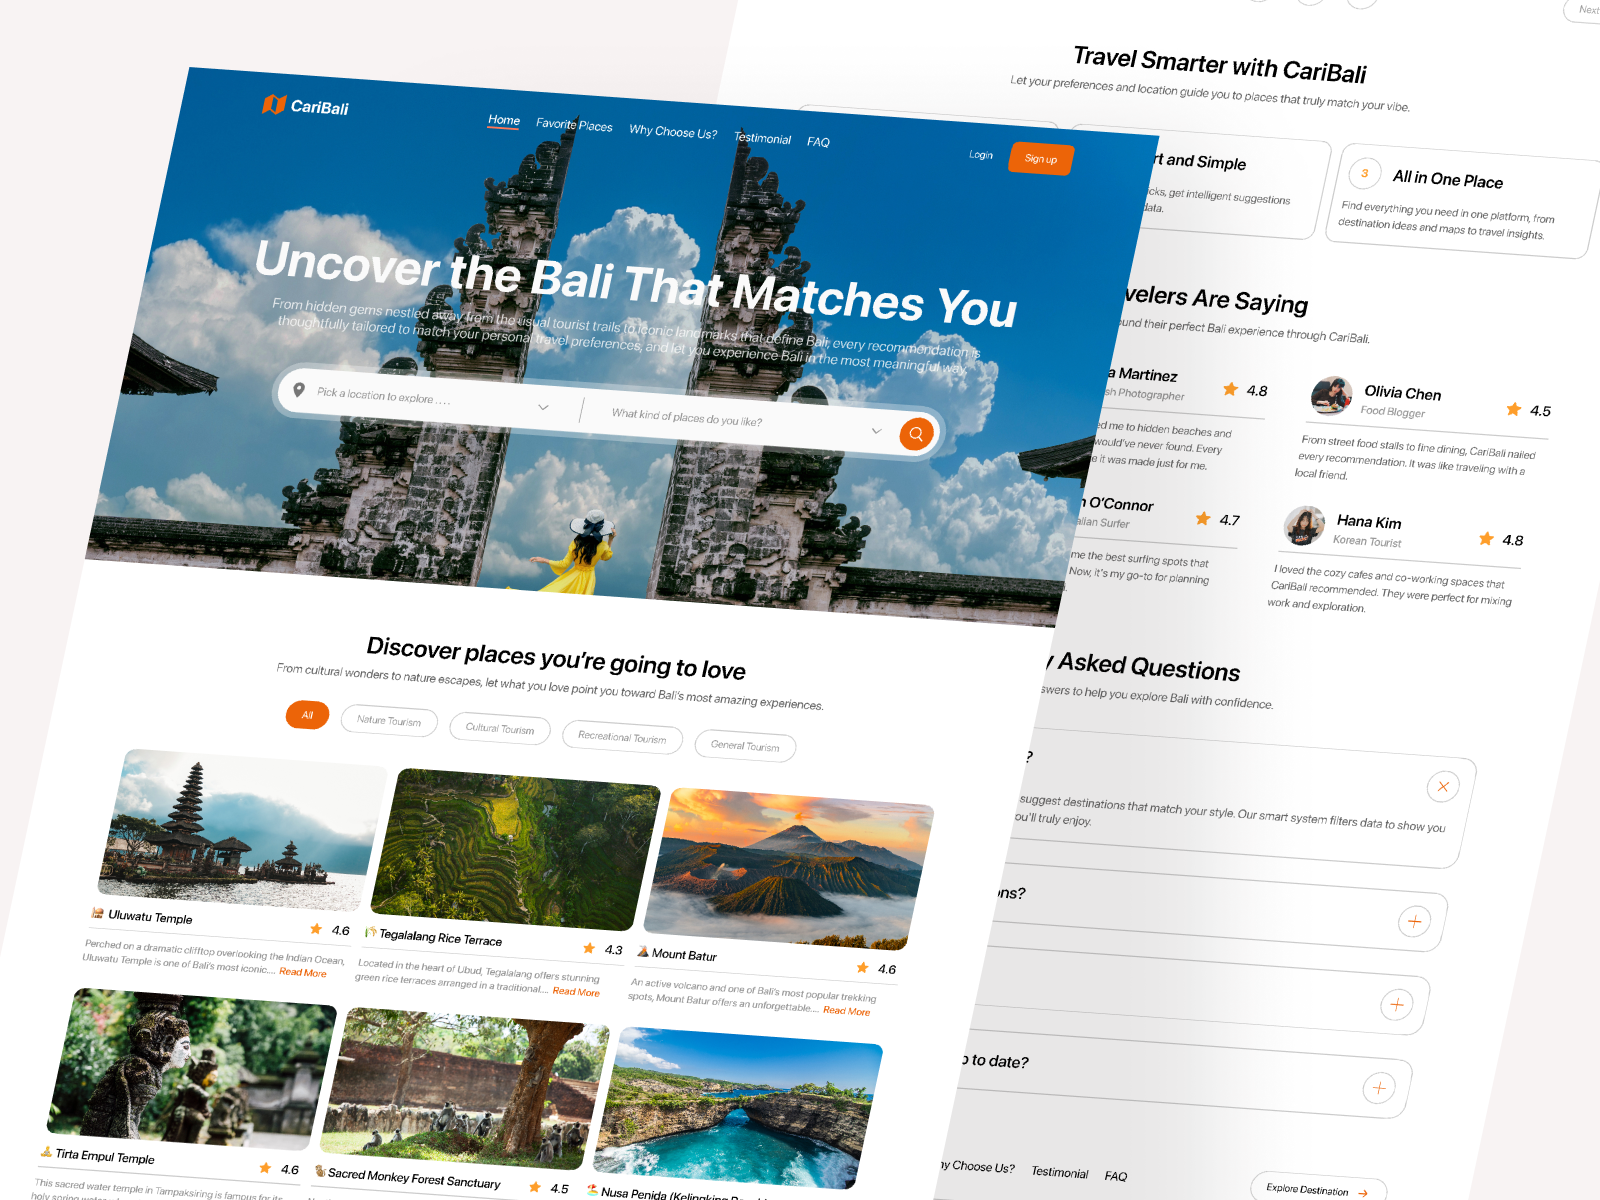 CariBali
Home
Favorite Places
Why Choose Us?
Testimonial
FAQ
Login
Sign up
Uncover the Bali That Matches You
From hidden gems nestled away from the usual tourist trails to iconic landmarks that define Bali, every recommendation is
thoughtfully tailored to match your personal travel preferences, and let you experience Bali in the most meaningful way.
Pick a location to explore ....
What kind of places do you like?
Discover places you're going to love
From cultural wonders to nature escapes, let what you love point you toward Bali's most amazing experiences.
All
Nature Tourism
Cultural Tourism
Recreational Tourism
General Tourism
Uluwatu Temple
4.6
Perched on a dramatic clifftop overlooking the Indian Ocean,
Uluwatu Temple is one of Bali's most iconic.... Read More
Tegalalang Rice Terrace
4.3
Located in the heart of Ubud, Tegalalang offers stunning
green rice terraces arranged in a traditional.... Read More
Mount Batur
4.6
An active volcano and one of Bali's most popular trekking
spots, Mount Batur offers an unforgettable.... Read More
Tirta Empul Temple
4.6
This sacred water temple in Tampaksiring is famous for its
Sacred Monkey Forest Sanctuary
4.5
Nusa Penida (Kelingking
Next
Travel Smarter with CariBali
Let your preferences and location guide you to places that truly match your vibe.
rt and Simple
cks, get intelligent suggestions
data.
3
All in One Place
Find everything you need in one platform, from
destination ideas and maps to travel insights.
velers Are Saying
ound their perfect Bali experience through CariBali.
a Martinez
sh Photographer
4.8
ed me to hidden beaches and
would've never found. Every
e it was made just for me.
Olivia Chen
Food Blogger
4.5
From street food stalls to fine dining, CariBali nailed
every recommendation. It was like traveling with a
local friend.
n O'Connor
alian Surfer
4.7
me the best surfing spots that
Now, it's my go-to for planning
Hana Kim
Korean Tourist
4.8
I loved the cozy cafes and co-working spaces that
CariBali recommended. They were perfect for mixing
work and exploration.
y Asked Questions
swers to help you explore Bali with confidence.
?
suggest destinations that match your style. Our smart system filters data to show you
ou'll truly enjoy.
ons?
p to date?
hy Choose Us?
Testimonial
FAQ
Explore Destination